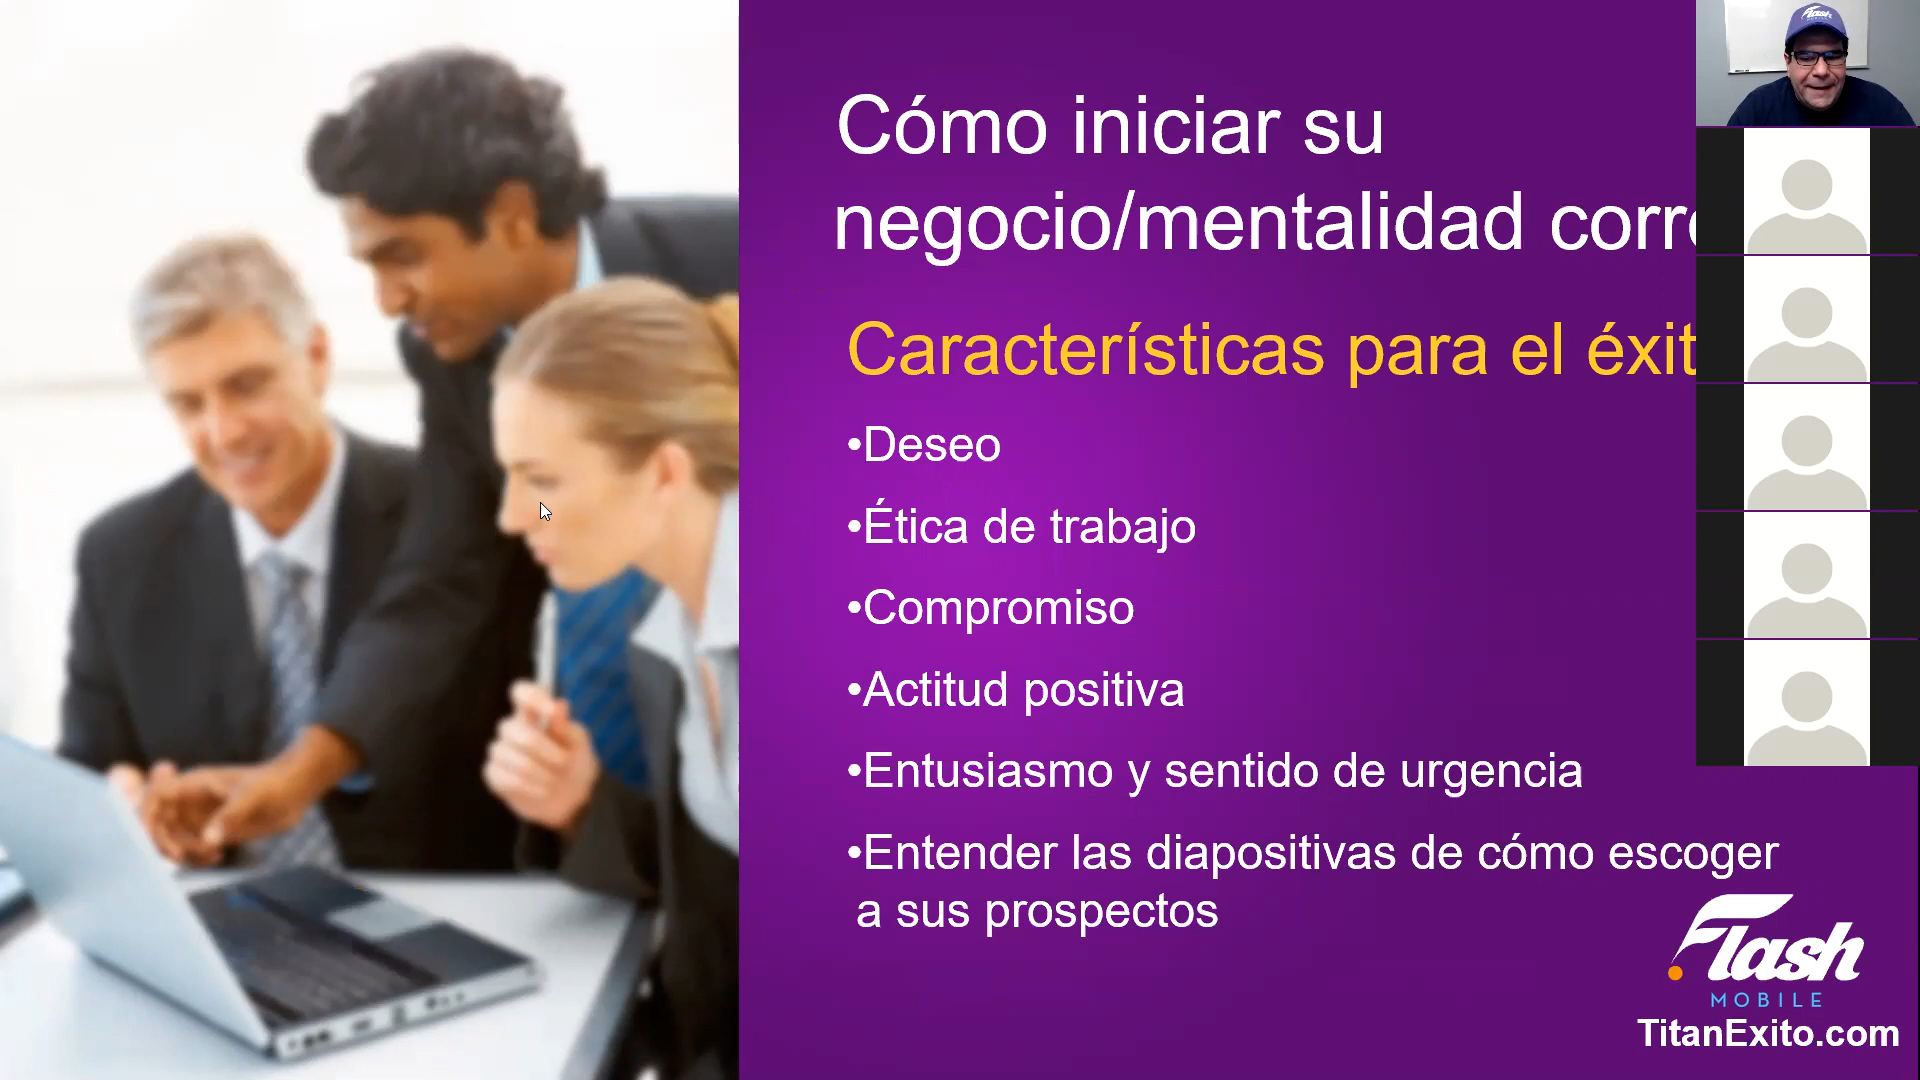 Cómo iniciar su
negocio/mentalidad corr
Características para el éxit
•Deseo
•Ética de trabajo
•Compromiso
•Actitud positiva
•Entusiasmo y sentido de urgencia
•Entender las diapositivas de cómo escoger
a sus prospectos
Flash
MOBILE
TitanExito.com
Flash